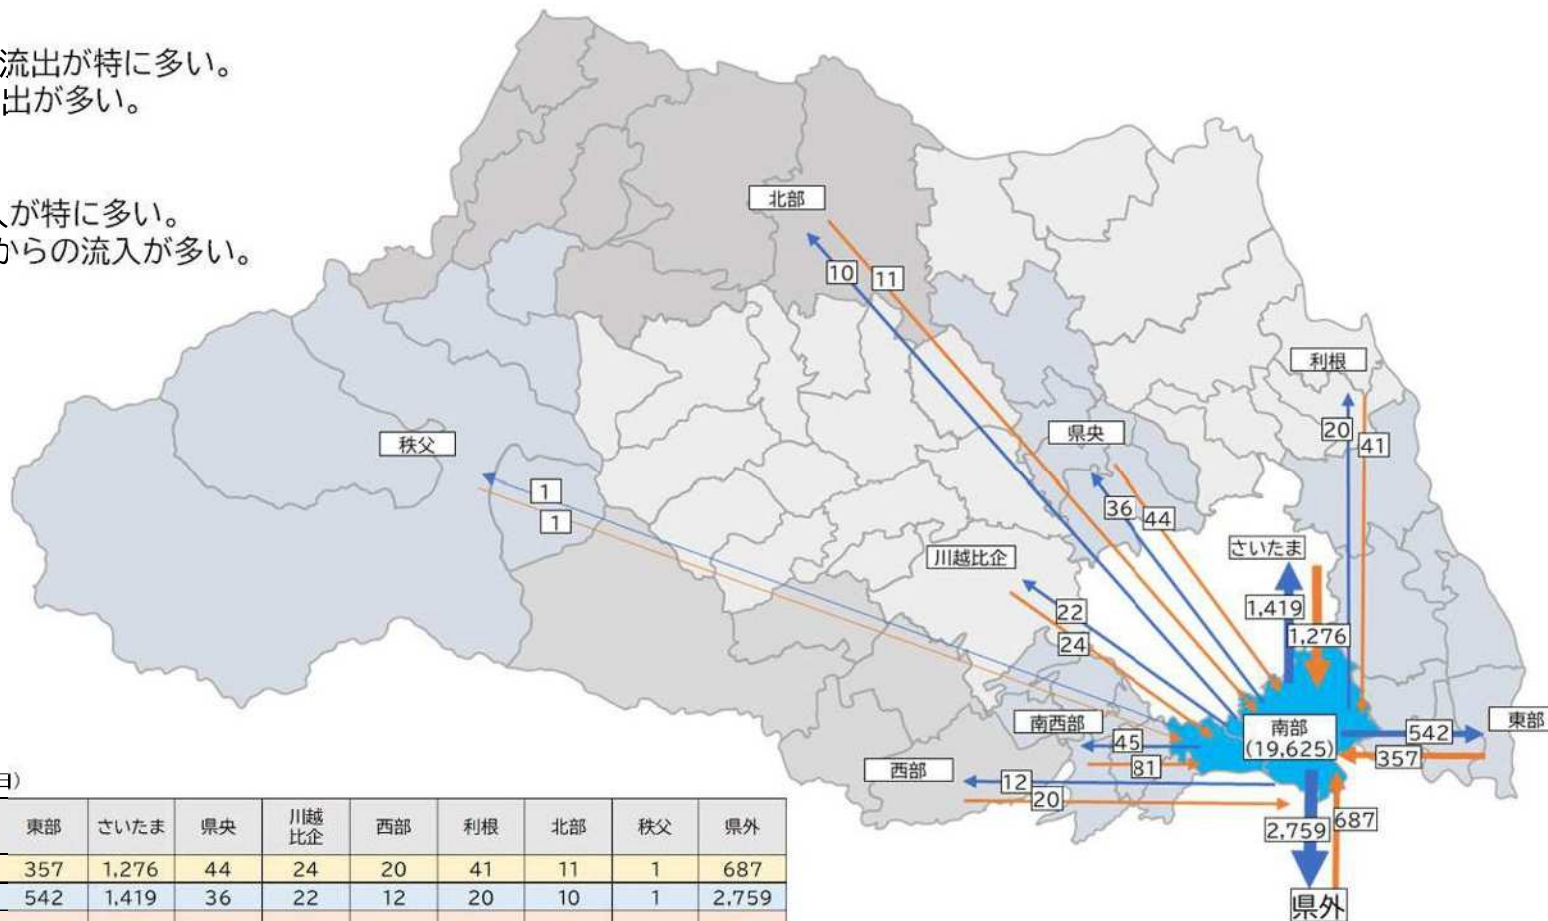 流出が特に多い。
出が多い。
が特に多い。
からの流入が多い。
北部
10
11
利根
20
41
県央
36
44
秩父
1
1
川越比企
22
24
さいたま
1,419
1,276
南西部
45
81
南部
(19,625)
東部
542
357
西部
12
20
2,759
687
県外
日)
東部 さいたま 県央 川越比企 西部 利根 北部 秩父 県外
357 1,276 44 24 20 41 11 1 687
542 1,419 36 22 12 20 10 1 2,759